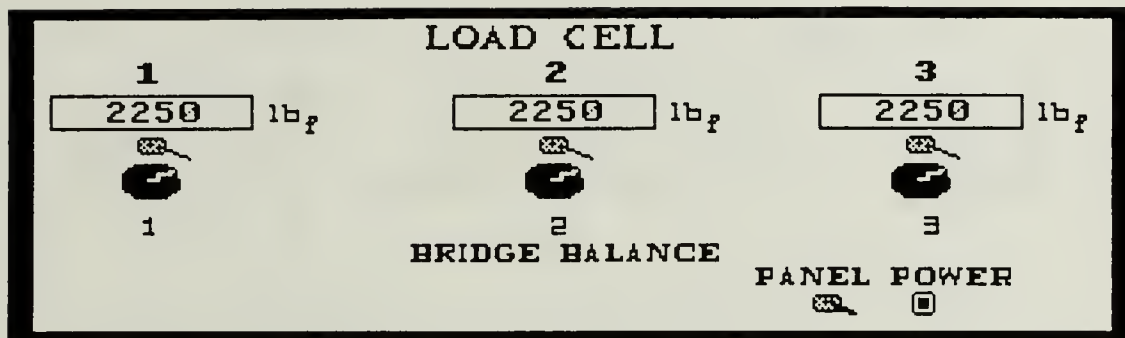 LOAD CELL
1 2 3
2250 lbf 2250 lbf 2250 lbf
1 2 3
BRIDGE BALANCE
PANEL POWER